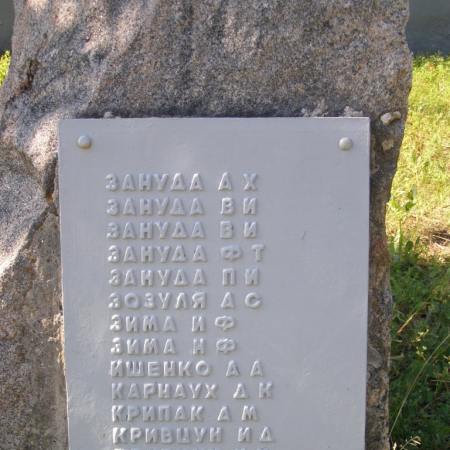 ЗАНУДА А Х
ЗАНУДА В И
ЗАНУДА В И
ЗАНУДА Ф Т
ЗАНУДА П И
ЗОЗУЛЯ А С
ЗИМА И Ф
ЗИМА Н Ф
ИШЕНКО А А
КАРНАУХ Д К
КРИПАК Д М
КРИВЦУН И Д